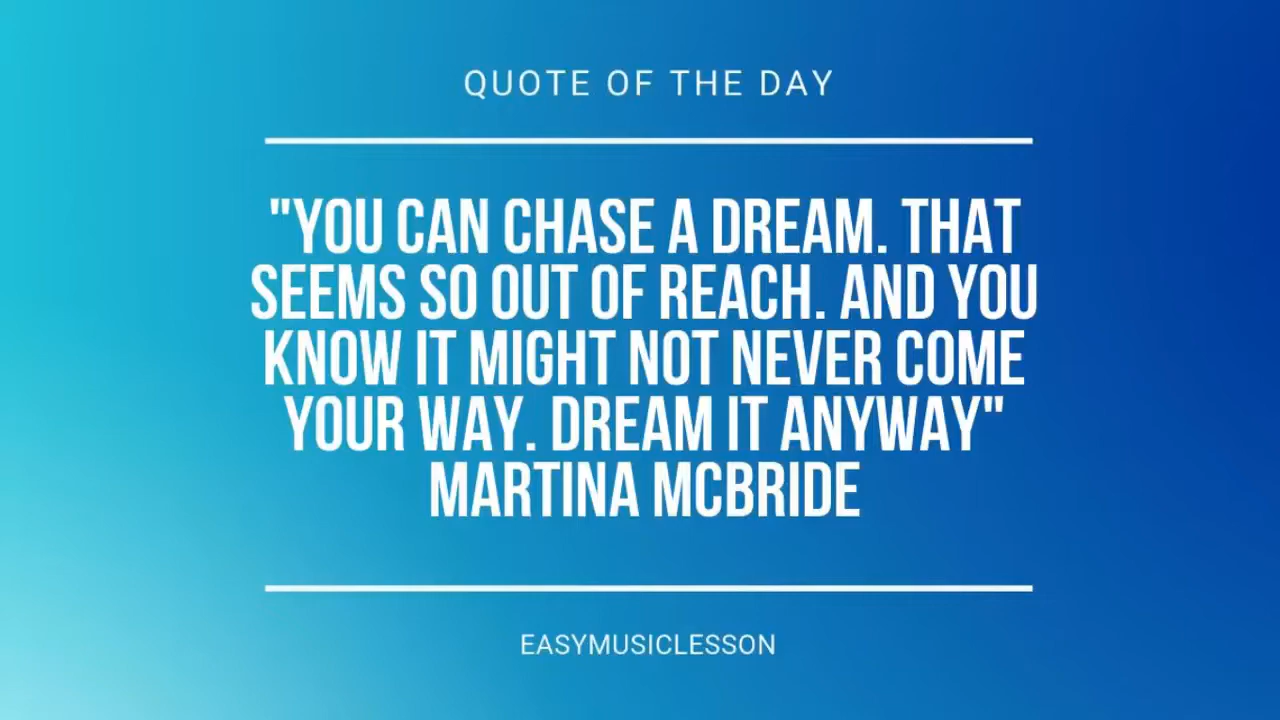 QUOTE OF THE DAY
"YOU CAN CHASE A DREAM. THAT
SEEMS SO OUT OF REACH. AND YOU
KNOW IT MIGHT NOT NEVER COME
YOUR WAY. DREAM IT ANYWAY"
MARTINA MCBRIDE
EASYMUSICLESSON